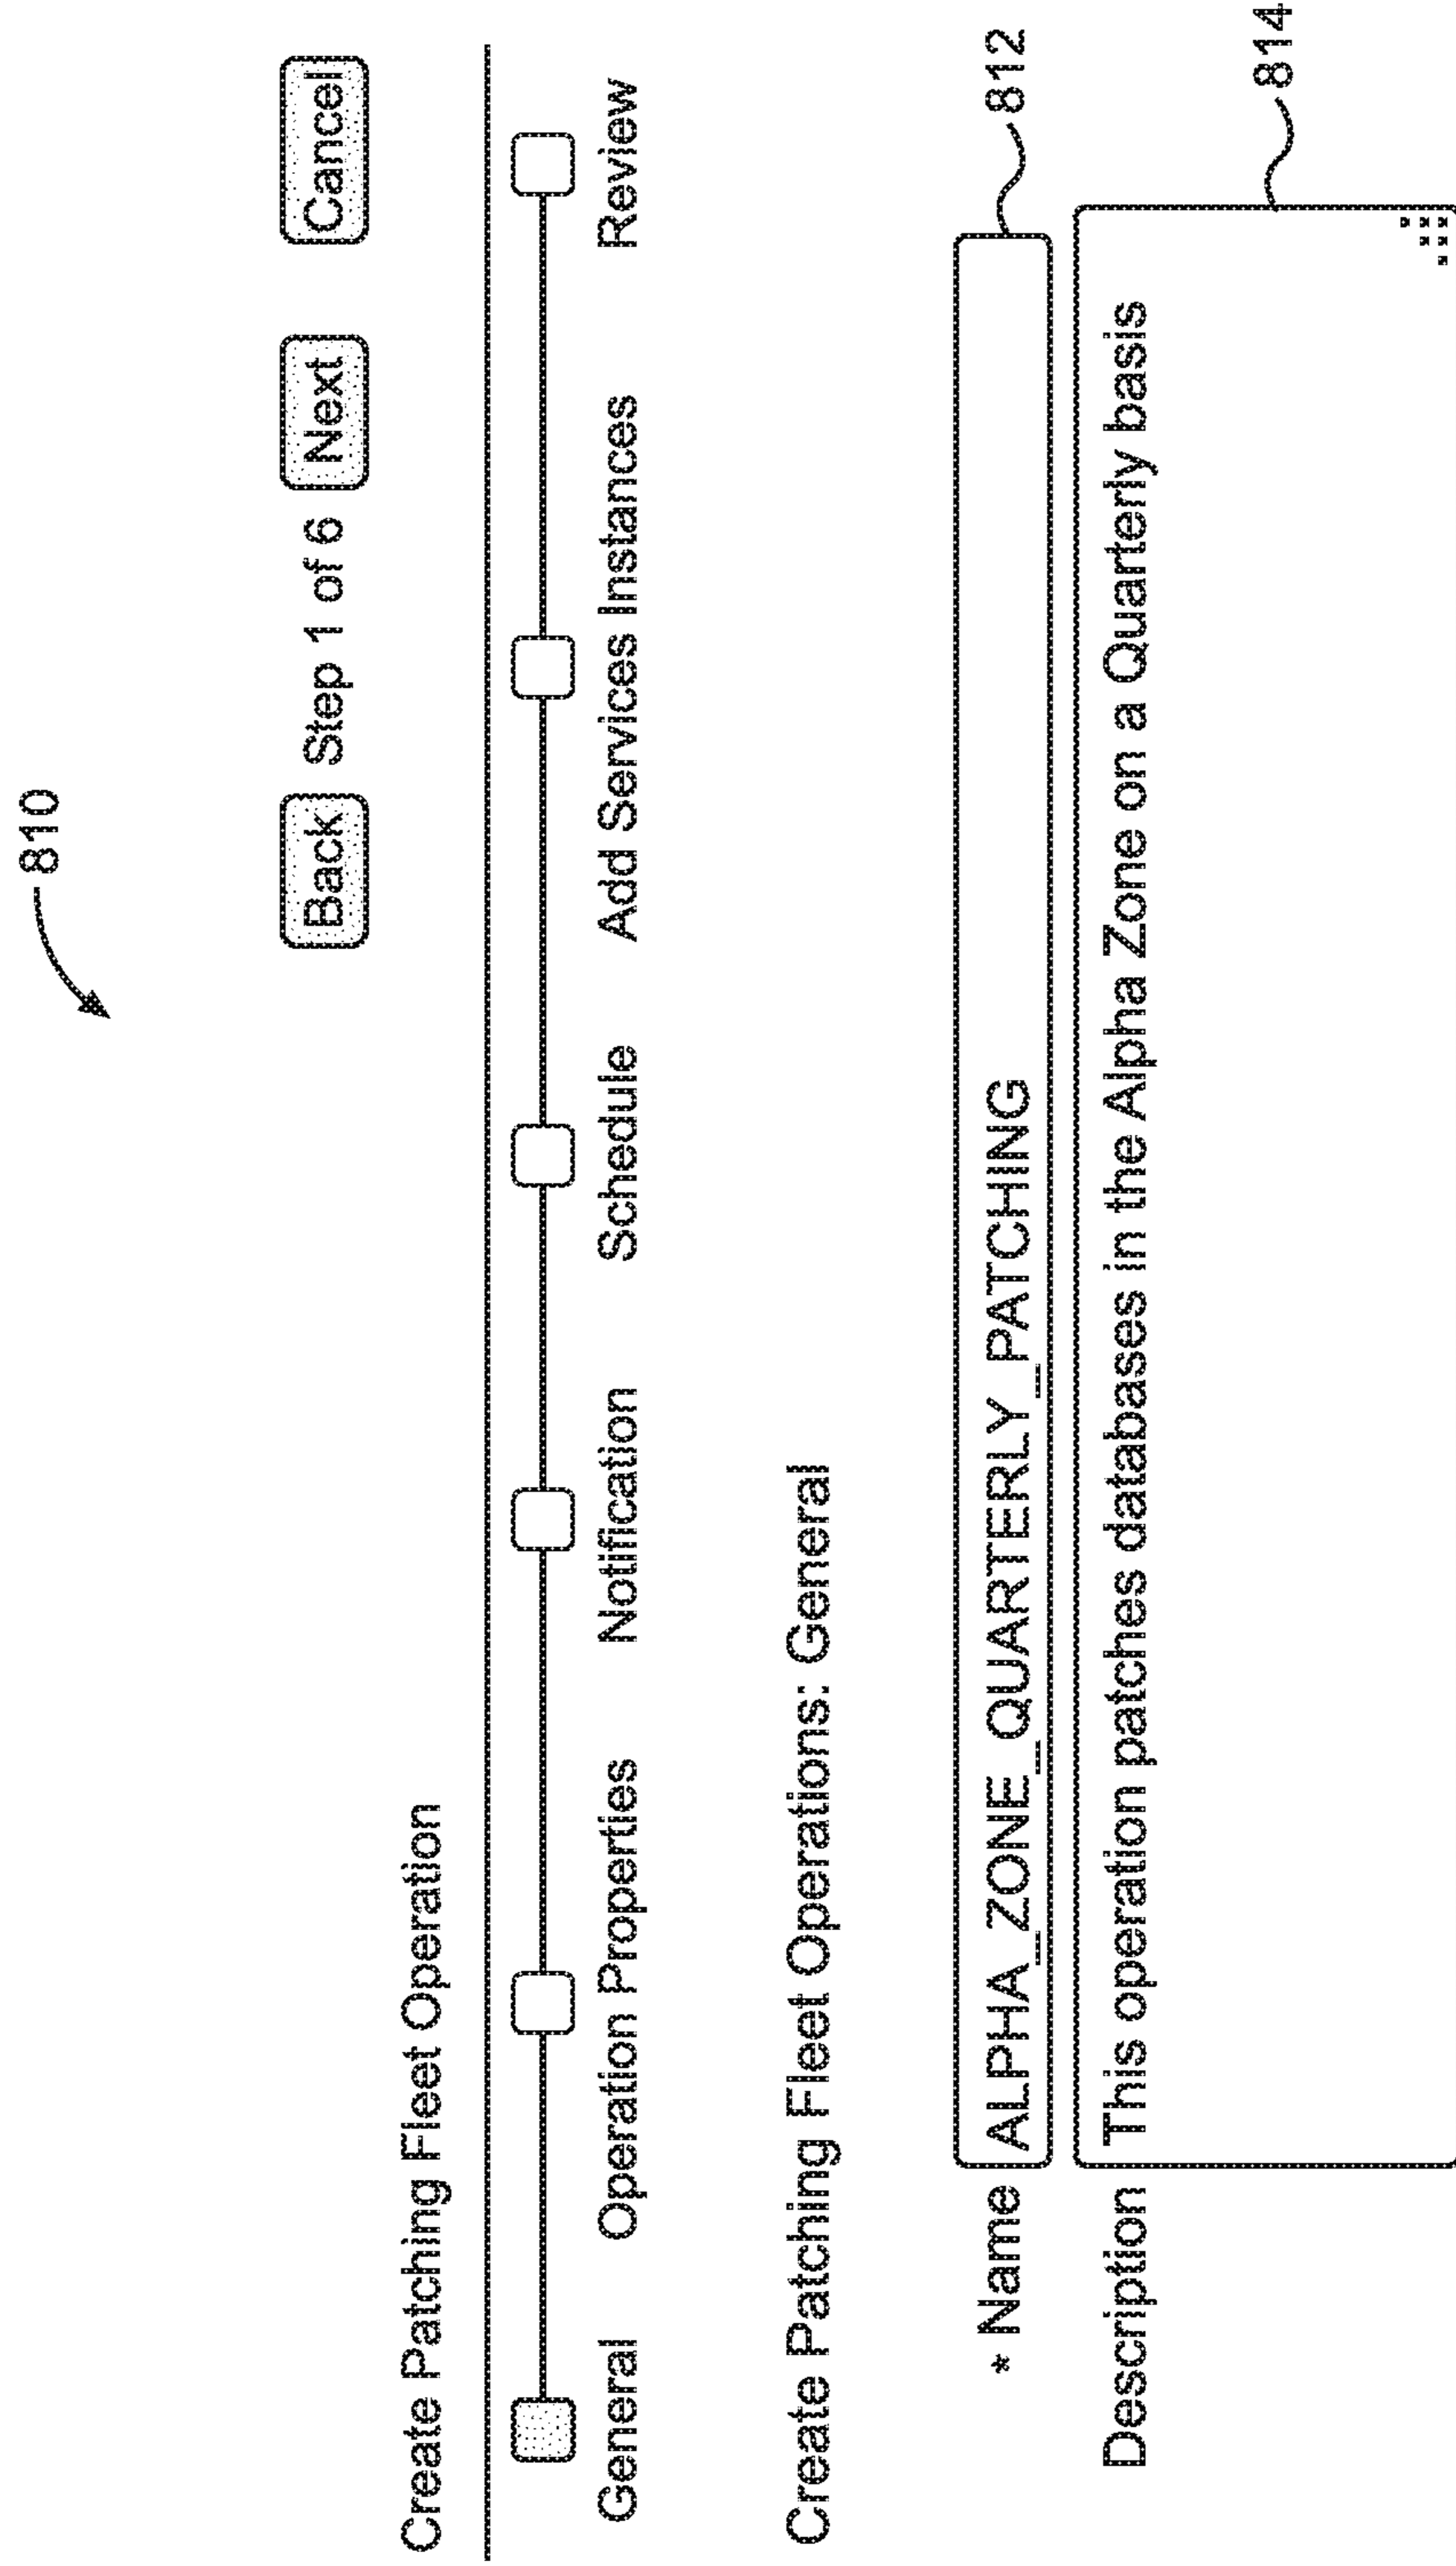 810
Back Step 1 of 6 Next Cancel
Create Patching Fleet Operation
General Operation Properties Notification Schedule Add Services Instances Review
Create Patching Fleet Operations: General
* Name ALPHA_ZONE_QUARTERLY_PATCHING 812
Description This operation patches databases in the Alpha Zone on a Quarterly basis
814